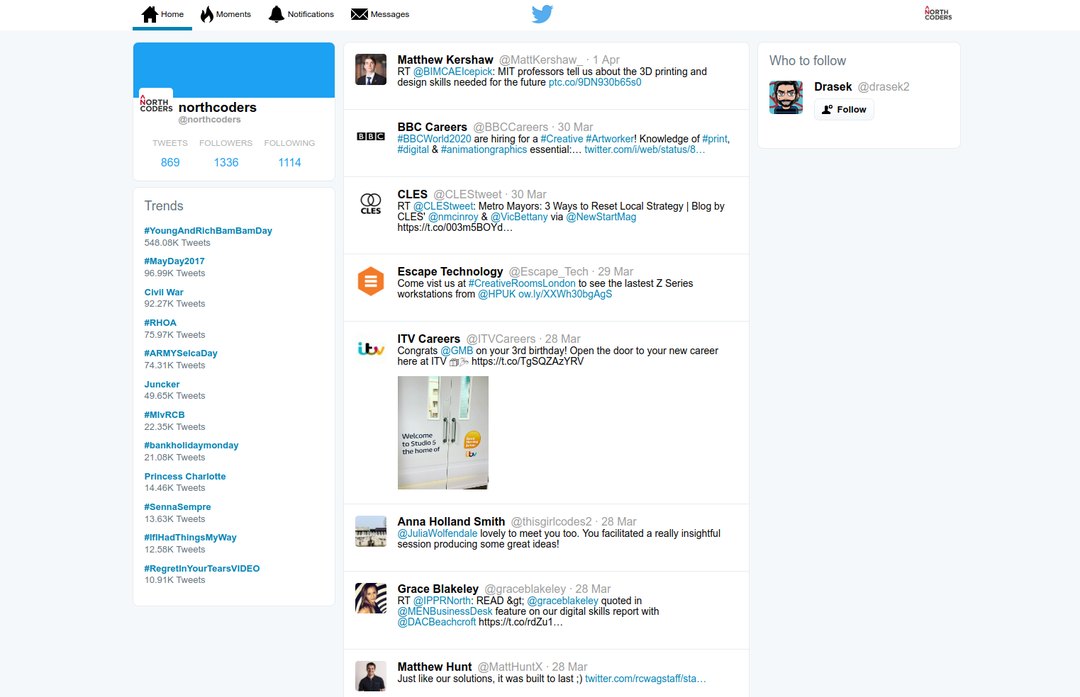 Home
Moments
Notifications
Messages
A
NORTH
CODERS
A
NORTH
CODERS
northcoders
@northcoders
TWEETS FOLLOWERS FOLLOWING
869 1336 1114
Trends
#YoungAndRichBamBamDay
548.08K Tweets
#MayDay2017
96.99K Tweets
Civil War
92.27K Tweets
#RHOA
75.97K Tweets
#ARMYSelcaDay
74.31K Tweets
Juncker
49.65K Tweets
#MIvRCB
22.35K Tweets
#bankholidaymonday
21.08K Tweets
Princess Charlotte
14.46K Tweets
#SennaSempre
13.63K Tweets
#IfIHadThingsMyWay
12.58K Tweets
#RegretInYourTearsVIDEO
10.91K Tweets
Matthew Kershaw @MattKershaw_ · 1 Apr
RT @BIMCAEIcepick: MIT professors tell us about the 3D printing and
design skills needed for the future ptc.co/9DN930b65s0
BBC
BBC Careers @BBCCareers · 30 Mar
#BBCWorld2020 are hiring for a #Creative #Artworker! Knowledge of #print,
#digital & #animationgraphics essential:… twitter.com/i/web/status/8…
CLES
CLES @CLEStweet · 30 Mar
RT @CLEStweet: Metro Mayors: 3 Ways to Reset Local Strategy | Blog by
CLES' @nmcinroy & @VicBettany via @NewStartMag
https://t.co/003m5BOYd…
Escape Technology @Escape_Tech · 29 Mar
Come vist us at #CreativeRoomsLondon to see the lastest Z Series
workstations from @HPUK ow.ly/XXWh30bgAgS
itv
ITV Careers @ITVCareers · 28 Mar
Congrats @GMB on your 3rd birthday! Open the door to your new career
here at ITV https://t.co/TgSQZAzYRV
Welcome
to Studio 5
the home of
itv
Anna Holland Smith @thisgirlcodes2 · 28 Mar
@JuliaWolfendale lovely to meet you too. You facilitated a really insightful
session producing some great ideas!
Grace Blakeley @graceblakeley · 28 Mar
RT @IPPRNorth: READ &gt; @graceblakeley quoted in
@MENBusinessDesk feature on our digital skills report with
@DACBeachcroft https://t.co/rdZu1…
Matthew Hunt @MattHuntX · 28 Mar
Just like our solutions, it was built to last ;) twitter.com/rcwagstaff/sta…
Who to follow
Drasek @drasek2
Follow